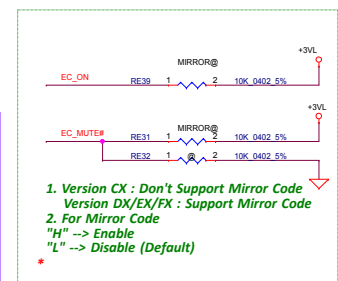 +3VL
MIRROR@
EC_ON RE39 1 2 10K_0402_5%
+3VL
MIRROR@
EC_MUTE# RE31 1 2 10K_0402_5%
RE32 1 @ 2 10K_0402_5%
1. Version CX : Don't Support Mirror Code
Version DX/EX/FX : Support Mirror Code
2. For Mirror Code
"H" --> Enable
"L" --> Disable (Default)
*